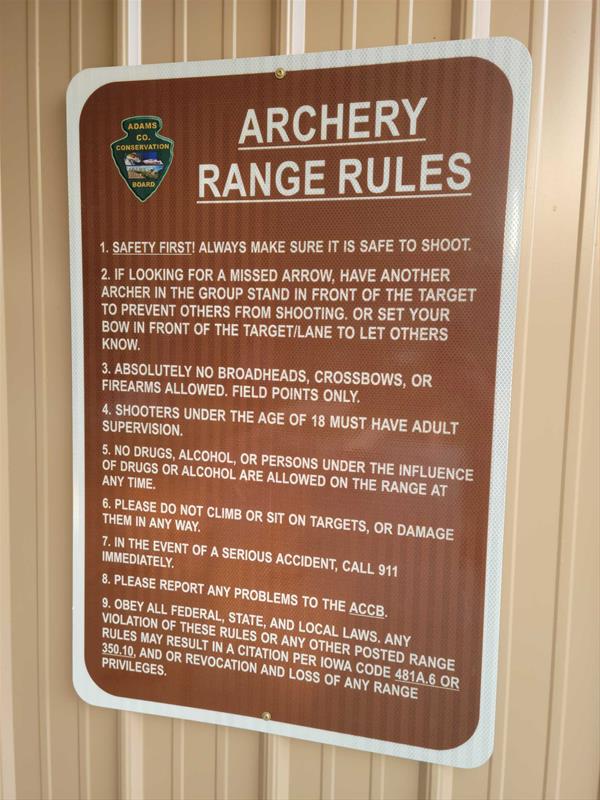 ADAMS
CO.
CONSERVATION
BOARD
ARCHERY
RANGE RULES
1. SAFETY FIRST! ALWAYS MAKE SURE IT IS SAFE TO SHOOT.
2. IF LOOKING FOR A MISSED ARROW, HAVE ANOTHER
ARCHER IN THE GROUP STAND IN FRONT OF THE TARGET
TO PREVENT OTHERS FROM SHOOTING. OR SET YOUR
BOW IN FRONT OF THE TARGET/LANE TO LET OTHERS
KNOW.
3. ABSOLUTELY NO BROADHEADS, CROSSBOWS, OR
FIREARMS ALLOWED. FIELD POINTS ONLY.
4. SHOOTERS UNDER THE AGE OF 18 MUST HAVE ADULT
SUPERVISION.
5. NO DRUGS, ALCOHOL, OR PERSONS UNDER THE INFLUENCE
OF DRUGS OR ALCOHOL ARE ALLOWED ON THE RANGE AT
ANY TIME.
6. PLEASE DO NOT CLIMB OR SIT ON TARGETS, OR DAMAGE
THEM IN ANY WAY.
7. IN THE EVENT OF A SERIOUS ACCIDENT, CALL 911
IMMEDIATELY.
8. PLEASE REPORT ANY PROBLEMS TO THE ACCB.
9. OBEY ALL FEDERAL, STATE, AND LOCAL LAWS. ANY
VIOLATION OF THESE RULES OR ANY OTHER POSTED RANGE
RULES MAY RESULT IN A CITATION PER IOWA CODE 481A.6 OR
350.10, AND OR REVOCATION AND LOSS OF ANY RANGE
PRIVILEGES.